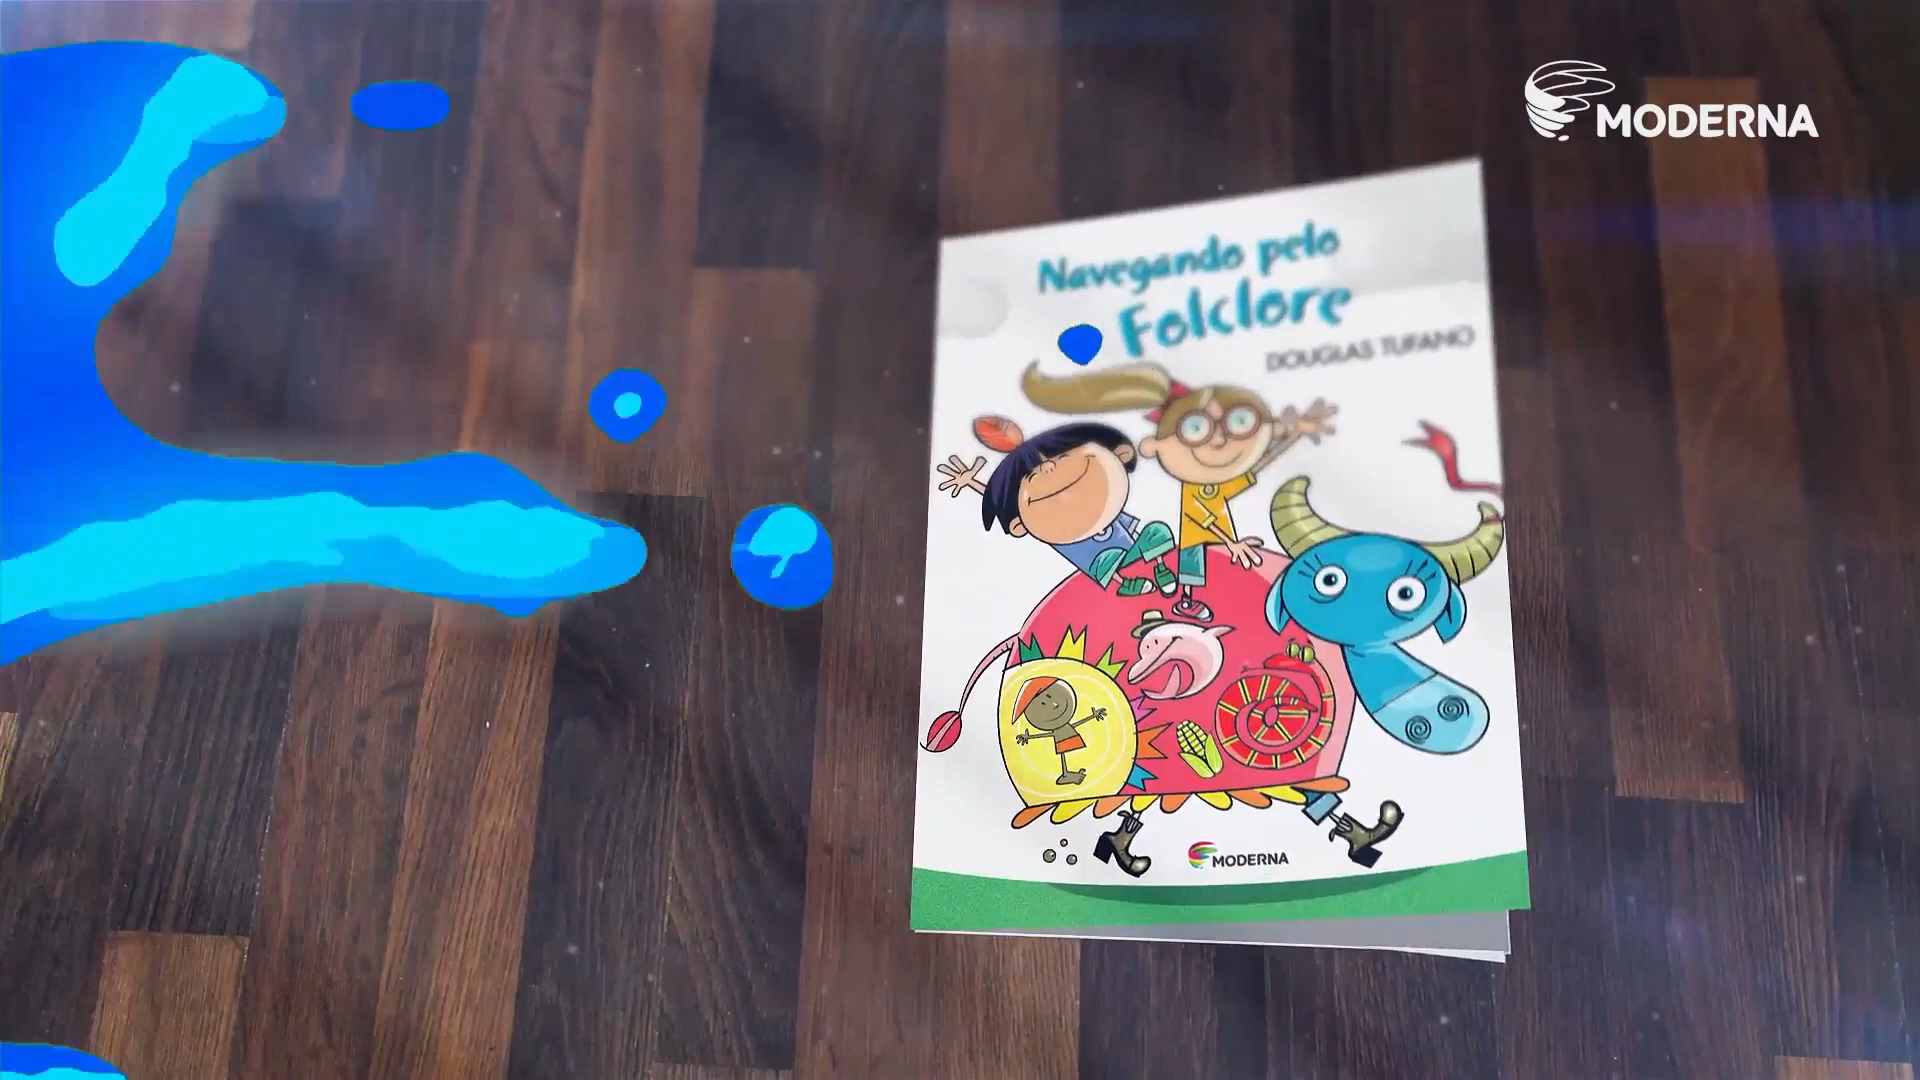 MODERNA
Navegando pelo
Folclore
DOUGLAS TUFANO
MODERNA